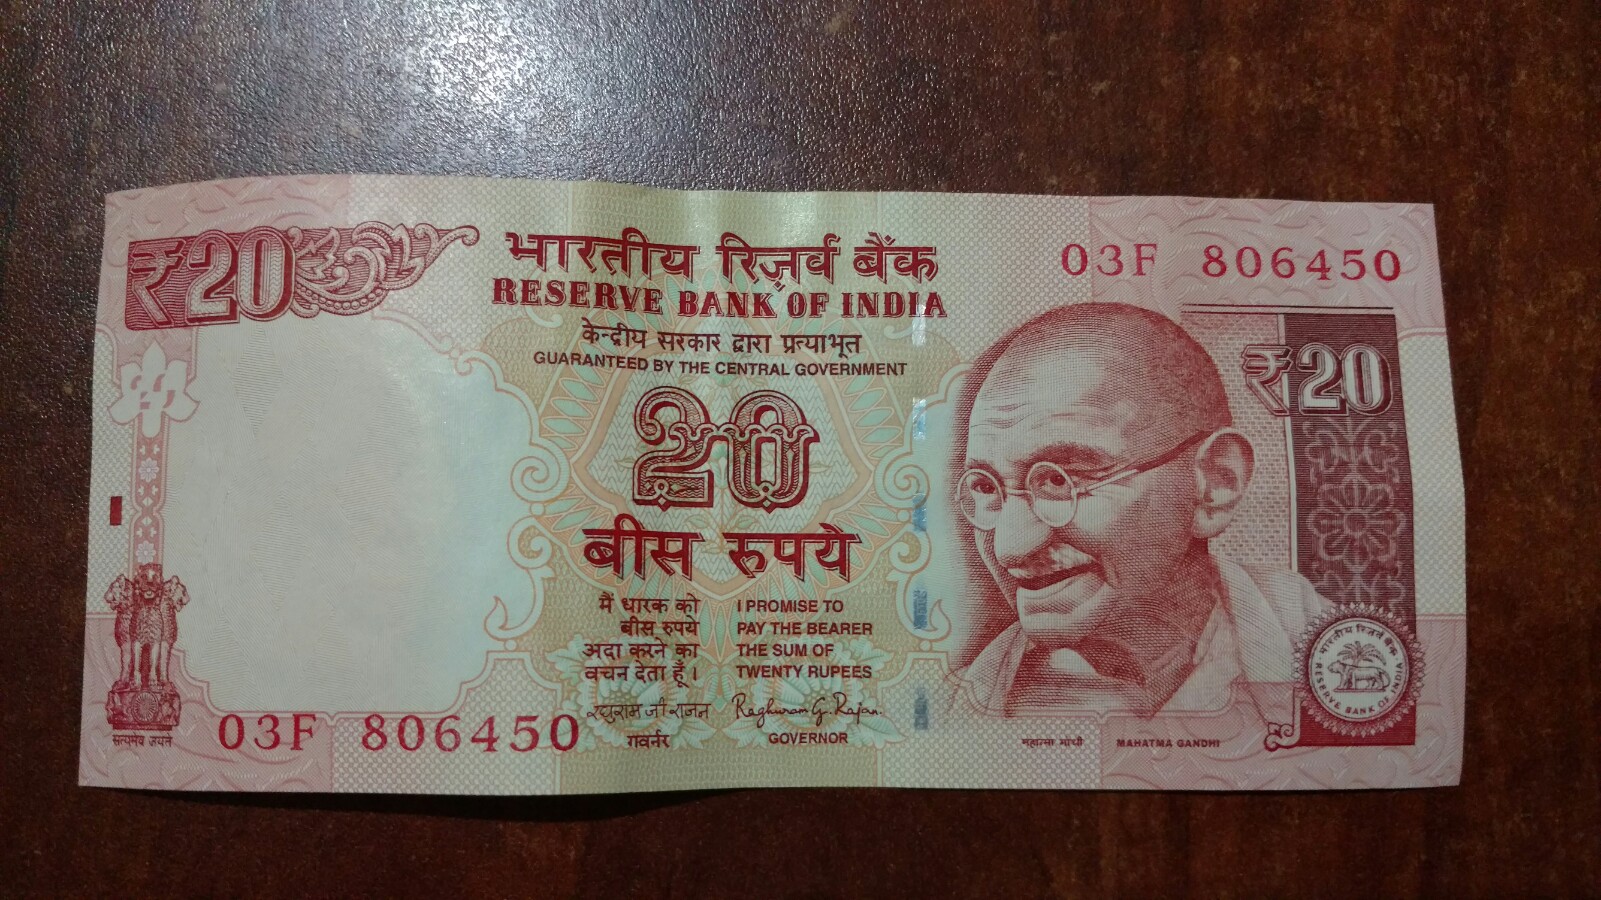 ₹20
भारतीय रिज़र्व बैंक
RESERVE BANK OF INDIA
केन्द्रीय सरकार द्वारा प्रत्याभूत
GUARANTEED BY THE CENTRAL GOVERNMENT
03F 806450
₹20
20
बीस रुपये
मैं धारक को
बीस रुपये
अदा करने का
वचन देता हूँ।
I PROMISE TO
PAY THE BEARER
THE SUM OF
TWENTY RUPEES
रघुराम जी राजन
गवर्नर
Raghuram G. Rajan.
GOVERNOR
सत्यमेव जयते
03F 806450
महात्मा गांधी
MAHATMA GANDHI
भारतीय रिज़र्व बैंक
RESERVE BANK OF INDIA